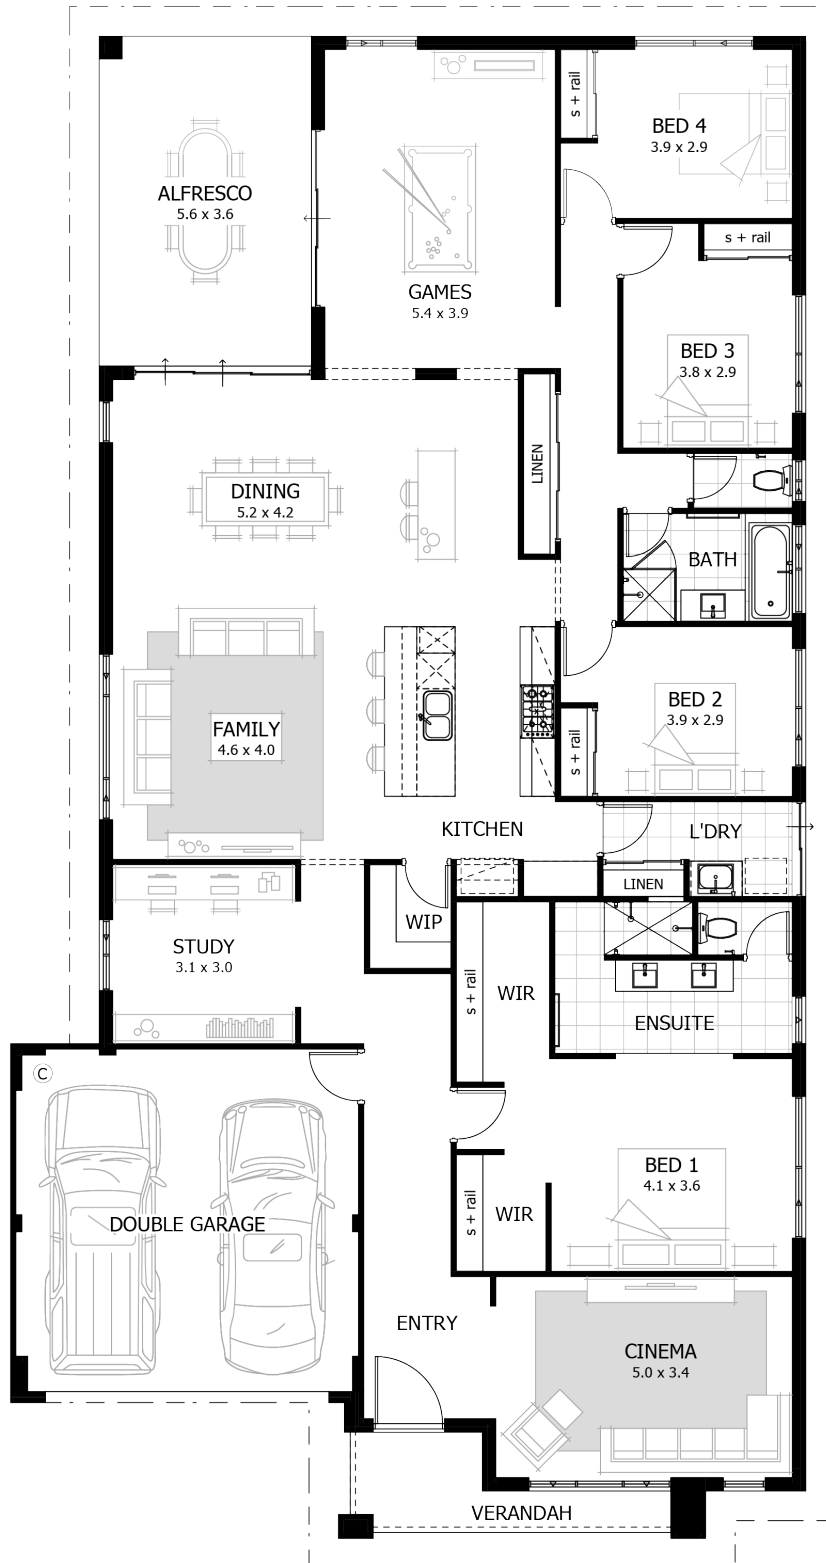 s + rail
BED 4
3.9 x 2.9
ALFRESCO
5.6 x 3.6
s + rail
GAMES
5.4 x 3.9
BED 3
3.8 x 2.9
LINEN
DINING
5.2 x 4.2
BATH
BED 2
3.9 x 2.9
FAMILY
4.6 x 4.0
s + rail
KITCHEN
L'DRY
LINEN
WIP
STUDY
3.1 x 3.0
s + rail
WIR
ENSUITE
C
BED 1
4.1 x 3.6
s + rail
WIR
DOUBLE GARAGE
ENTRY
CINEMA
5.0 x 3.4
VERANDAH